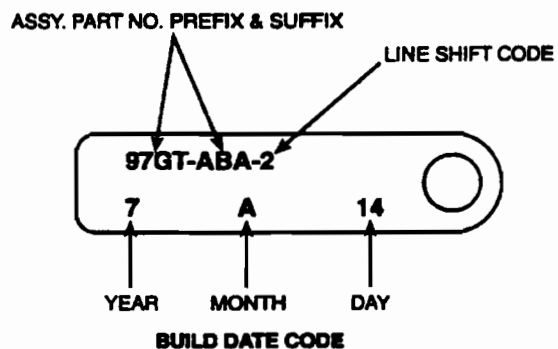 ASSY. PART NO. PREFIX & SUFFIX
LINE SHIFT CODE
97GT-ABA-2
7 A 14
YEAR MONTH DAY
BUILD DATE CODE